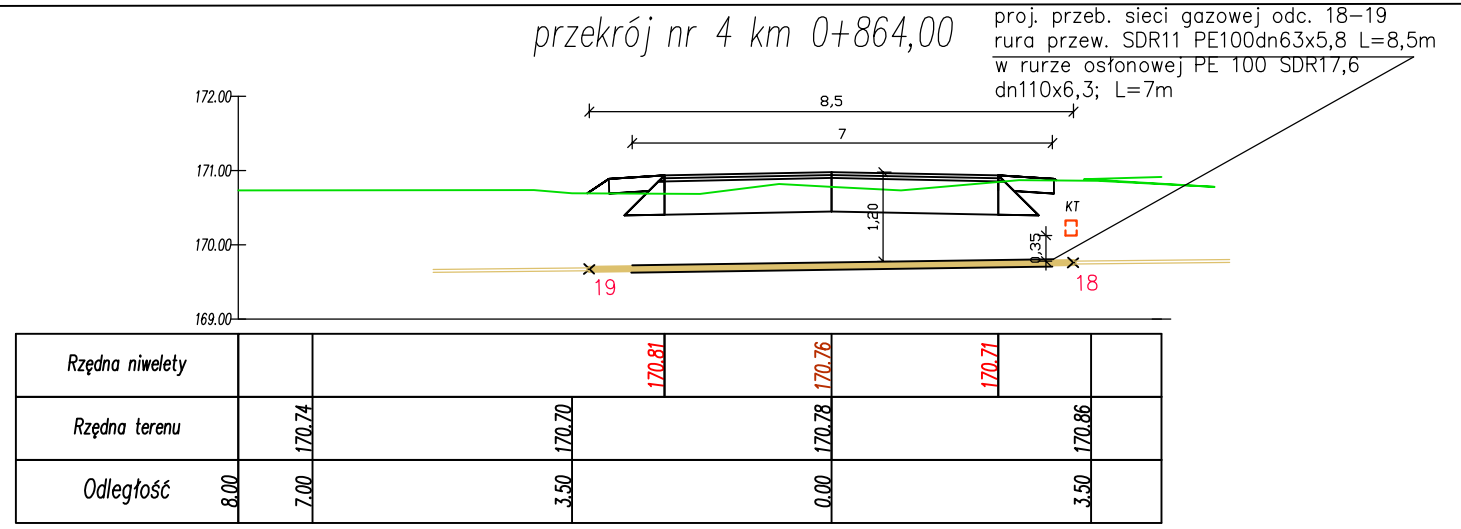 przekrój nr 4 km 0+864,00
proj. przeb. sieci gazowej odc. 18-19
rura przew. SDR11 PE100dn63x5,8 L=8,5m
w rurze osłonowej PE 100 SDR17,6
dn110x6,3; L=7m
172.00
8,5
7
171.00
KT
1,20
170.00
0,35
19
18
169.00
Rzędna niwelety
170.81
170.76
170.71
Rzędna terenu
170.74
170.70
170.78
170.86
Odległość
8.00
7.00
3.50
0.00
3.50